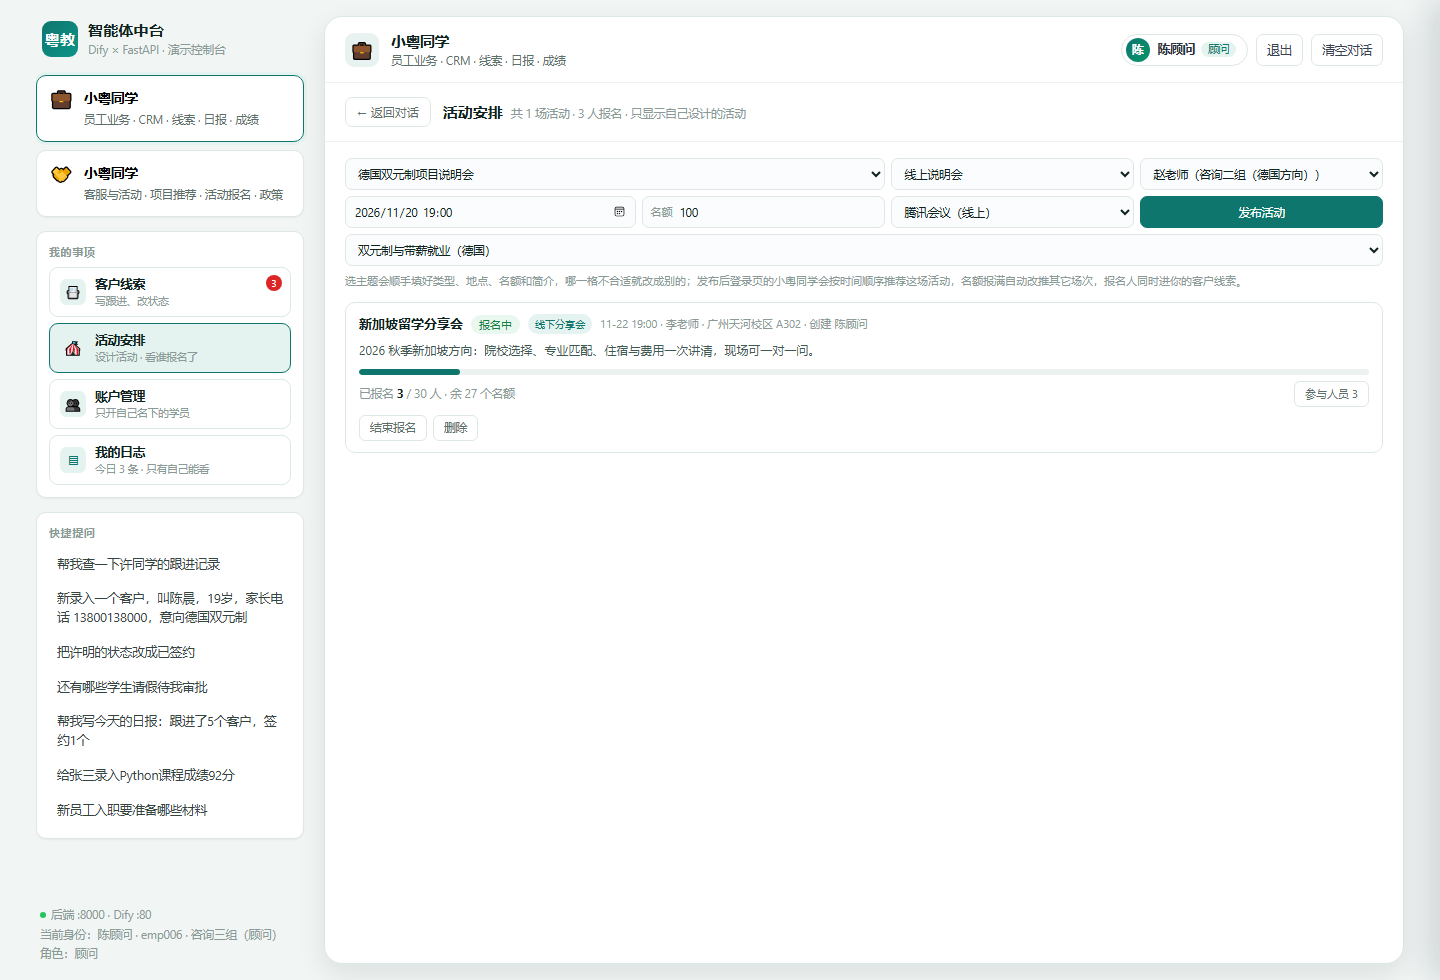 粤教
智能体中台
Dify × FastAPI · 演示控制台
小粤同学
员工业务 · CRM · 线索 · 日报 · 成绩
小粤同学
客服与活动 · 项目推荐 · 活动报名 · 政策
我的事项
客户线索
写跟进、改状态
3
活动安排
设计活动 · 看谁报名了
账户管理
只开自己名下的学员
我的日志
今日 3 条 · 只有自己能看
快捷提问
帮我查一下许同学的跟进记录
新录入一个客户，叫陈晨，19岁，家长电
话 13800138000，意向德国双元制
把许明的状态改成已签约
还有哪些学生请假待我审批
帮我写今天的日报：跟进了5个客户，签
约1个
给张三录入Python课程成绩92分
新员工入职要准备哪些材料
后端 :8000 · Dify :80
当前身份：陈顾问 · emp006 · 咨询三组（顾问）
角色：顾问
小粤同学
员工业务 · CRM · 线索 · 日报 · 成绩
陈 陈顾问 顾问 退出 清空对话
← 返回对话 活动安排 共 1 场活动 · 3 人报名 · 只显示自己设计的活动
德国双元制项目说明会 线上说明会 赵老师（咨询二组（德国方向））
2026/11/20 19:00 名额 100 腾讯会议（线上） 发布活动
双元制与带薪就业（德国）
选主题会顺手填好类型、地点、名额和简介，哪一格不合适就改成别的；发布后登录页的小粤同学会按时间顺序推荐这场活动，名额报满自动改推其它场次，报名人同时进你的客户线索。
新加坡留学分享会 报名中 线下分享会 11-22 19:00 · 李老师 · 广州天河校区 A302 · 创建 陈顾问
2026 秋季新加坡方向：院校选择、专业匹配、住宿与费用一次讲清，现场可一对一问。
已报名 3 / 30 人 · 余 27 个名额 参与人员 3
结束报名 删除